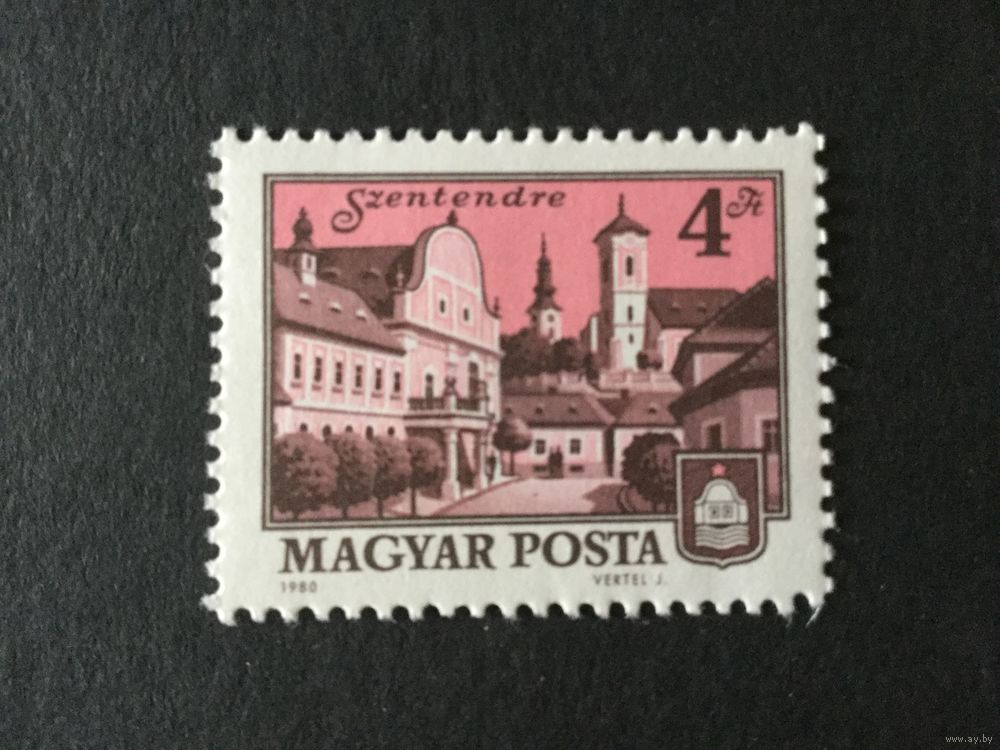 Szentendre
4 Ft
MAGYAR POSTA
1980
VERTEL J.
www.ay.by